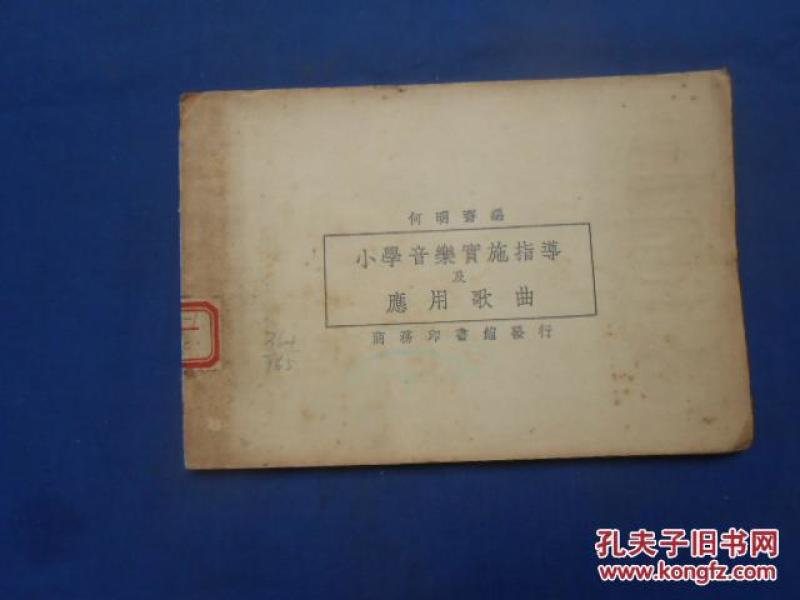 何明齋編
小學音樂實施指導
及
應用歌曲
商務印書館發行
孔夫子旧书网
KONGFZ.COM